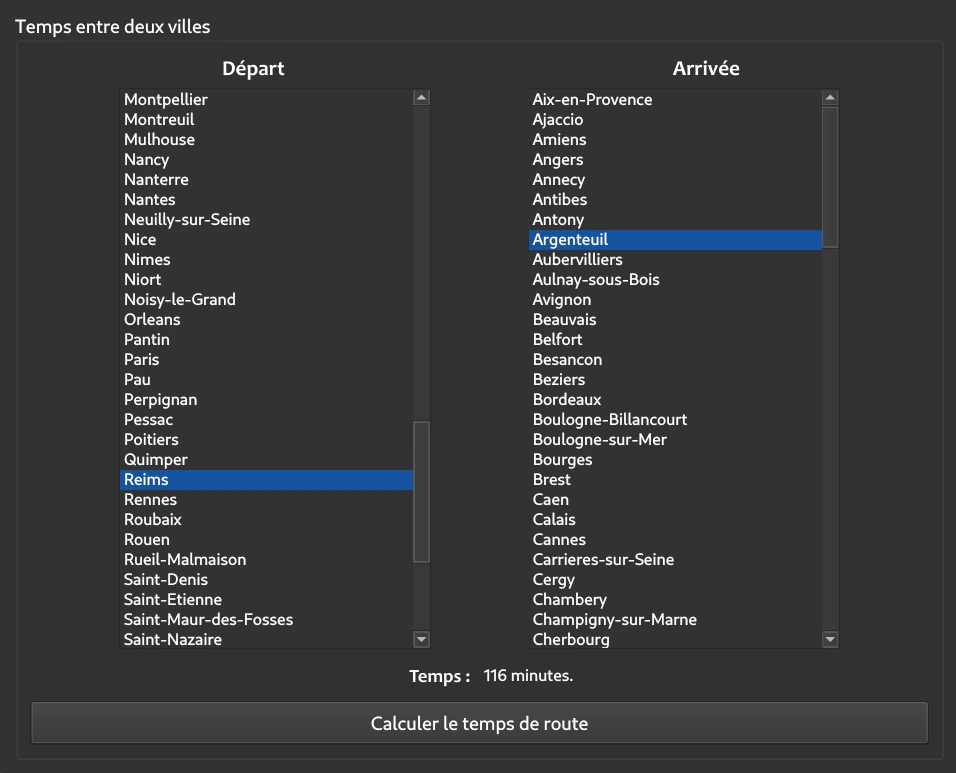 Temps entre deux villes
Départ
Montpellier
Montreuil
Mulhouse
Nancy
Nanterre
Nantes
Neuilly-sur-Seine
Nice
Nimes
Niort
Noisy-le-Grand
Orleans
Pantin
Paris
Pau
Perpignan
Pessac
Poitiers
Quimper
Reims
Rennes
Roubaix
Rouen
Rueil-Malmaison
Saint-Denis
Saint-Etienne
Saint-Maur-des-Fosses
Saint-Nazaire
Arrivée
Aix-en-Provence
Ajaccio
Amiens
Angers
Annecy
Antibes
Antony
Argenteuil
Aubervilliers
Aulnay-sous-Bois
Avignon
Beauvais
Belfort
Besancon
Beziers
Bordeaux
Boulogne-Billancourt
Boulogne-sur-Mer
Bourges
Brest
Caen
Calais
Cannes
Carrieres-sur-Seine
Cergy
Chambery
Champigny-sur-Marne
Cherbourg
Temps : 116 minutes.
Calculer le temps de route